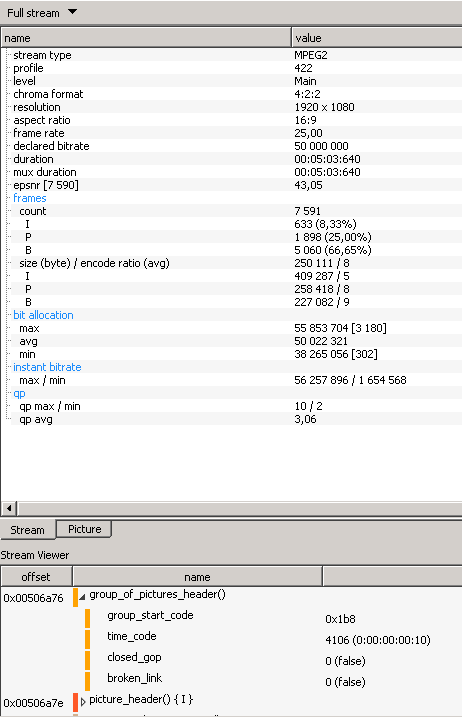 Full stream
name value
stream type MPEG2
profile 422
level Main
chroma format 4:2:2
resolution 1920 x 1080
aspect ratio 16:9
frame rate 25,00
declared bitrate 50 000 000
duration 00:05:03:640
mux duration 00:05:03:640
epsnr [7 590] 43,05
frames
count 7 591
I 633 (8,33%)
P 1 898 (25,00%)
B 5 060 (66,65%)
size (byte) / encode ratio (avg) 250 111 / 8
I 409 287 / 5
P 258 418 / 8
B 227 082 / 9
bit allocation
max 55 853 704 [3 180]
avg 50 022 321
min 38 265 056 [302]
instant bitrate
max / min 56 257 896 / 1 654 568
qp
qp max / min 10 / 2
qp avg 3,06
Stream Picture
Stream Viewer
offset name
0x00506a76 group_of_pictures_header()
group_start_code 0x1b8
time_code 4106 (0:00:00:00:10)
closed_gop 0 (false)
broken_link 0 (false)
0x00506a7e picture_header() { I }